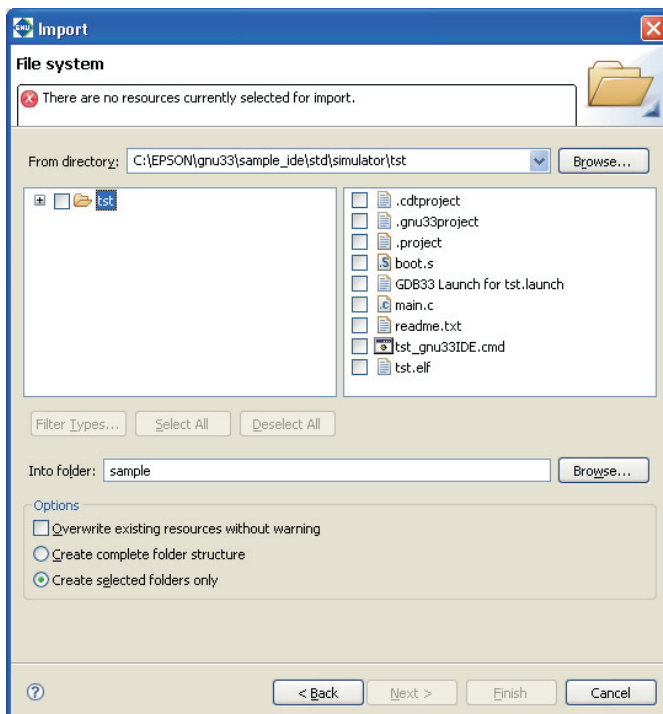 GNU Import
File system
There are no resources currently selected for import.
From directory: C:\EPSON\gnu33\sample_ide\std\simulator\tst Browse...
tst
.cdtproject
.gnu33project
.project
boot.s
GDB33 Launch for tst.launch
main.c
readme.txt
tst_gnu33IDE.cmd
tst.elf
Filter Types... Select All Deselect All
Into folder: sample Browse...
Options
Overwrite existing resources without warning
Create complete folder structure
Create selected folders only
? < Back Next > Finish Cancel